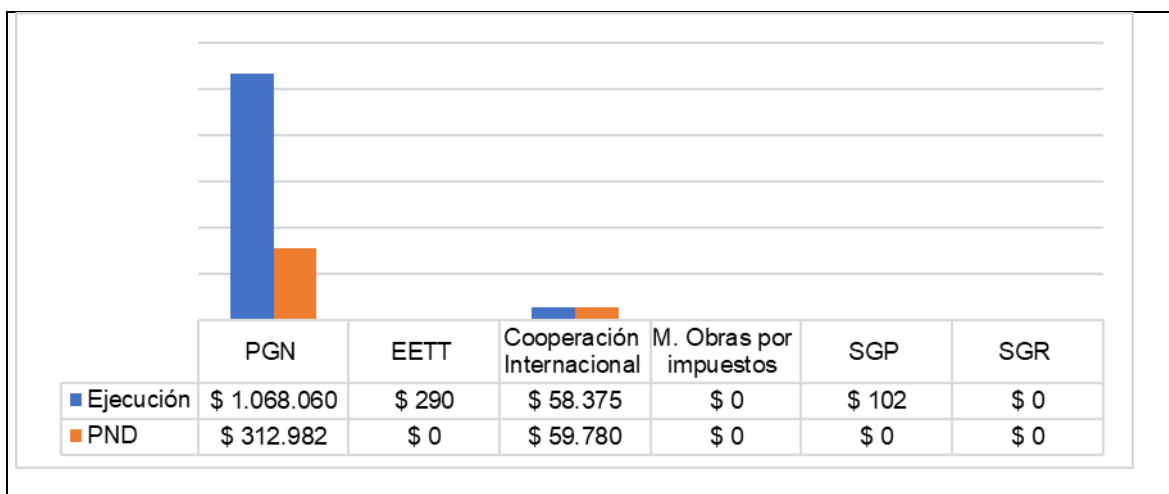 PGN EETT Cooperación Internacional M. Obras por impuestos SGP SGR
Ejecución $ 1.068.060 $ 290 $ 58.375 $ 0 $ 102 $ 0
PND $ 312.982 $ 0 $ 59.780 $ 0 $ 0 $ 0